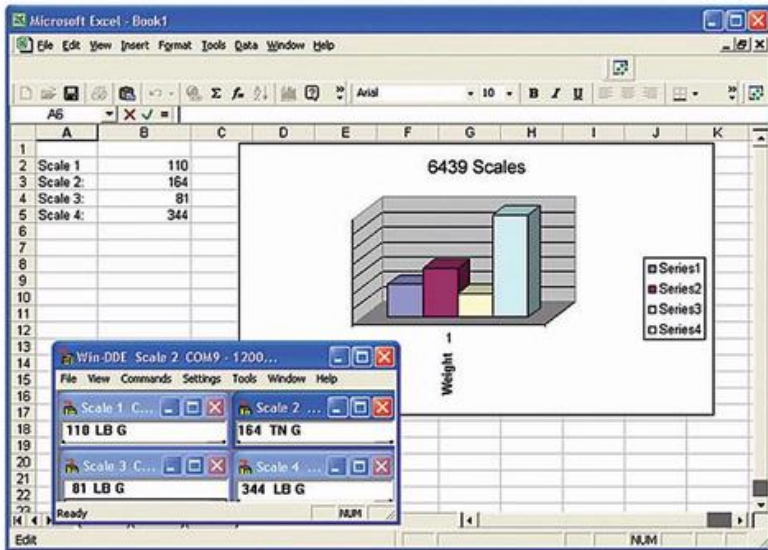 Microsoft Excel - Book1
File Edit View Insert Format Tools Data Window Help
Arial 10 B I U
A6 =
A B C D E F G H I J K
1
2 Scale 1 110
3 Scale 2: 164
4 Scale 3: 81
5 Scale 4: 344
6
7
8
9
10
11
12
13
14
15
16
17
18
19
20
21
22
23
6439 Scales
Series1
Series2
Series3
Series4
1
Weight
Win-DDE Scale 2 COM9 - 1200...
File View Commands Settings Tools Window Help
Scale 1 C... Scale 2 ...
110 LB G 164 TN G
Scale 3 C... Scale 4 ...
81 LB G 344 LB G
Ready NUM
Edit NUM